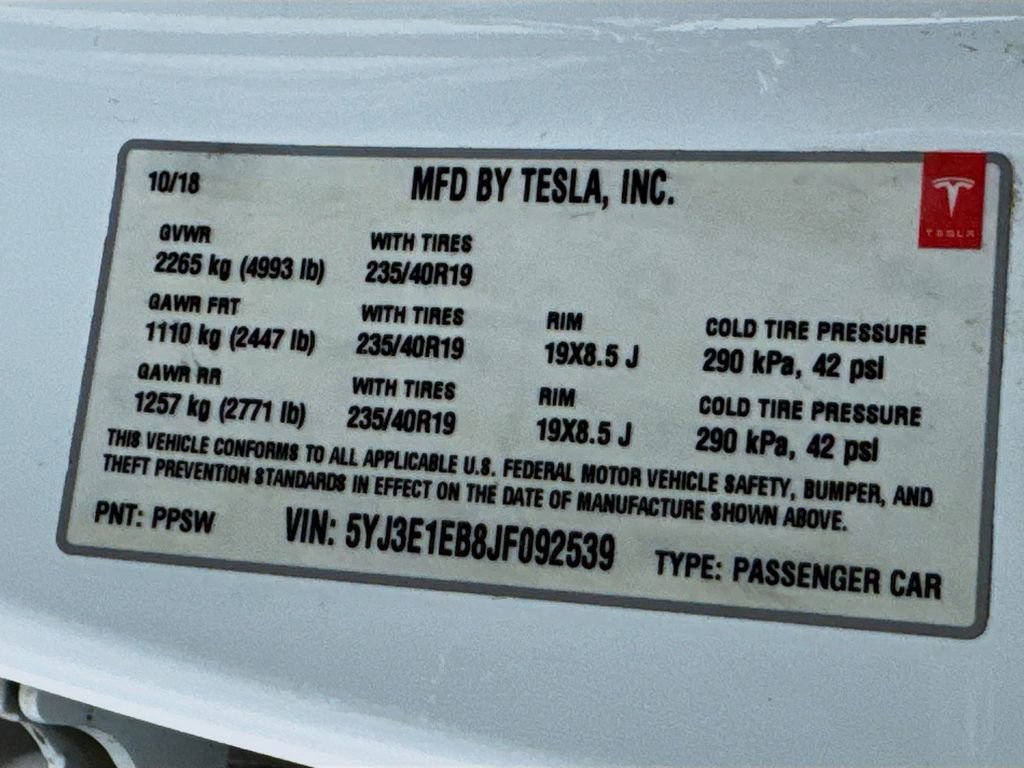 10/18
MFD BY TESLA, INC.
TESLA
GVWR WITH TIRES
2265 kg (4993 lb) 235/40R19
GAWR FRT WITH TIRES RIM COLD TIRE PRESSURE
1110 kg (2447 lb) 235/40R19 19X8.5 J 290 kPa, 42 psi
GAWR RR WITH TIRES RIM COLD TIRE PRESSURE
1257 kg (2771 lb) 235/40R19 19X8.5 J 290 kPa, 42 psi
THIS VEHICLE CONFORMS TO ALL APPLICABLE U.S. FEDERAL MOTOR VEHICLE SAFETY, BUMPER, AND
THEFT PREVENTION STANDARDS IN EFFECT ON THE DATE OF MANUFACTURE SHOWN ABOVE.
PNT: PPSW VIN: 5YJ3E1EB8JF092539 TYPE: PASSENGER CAR